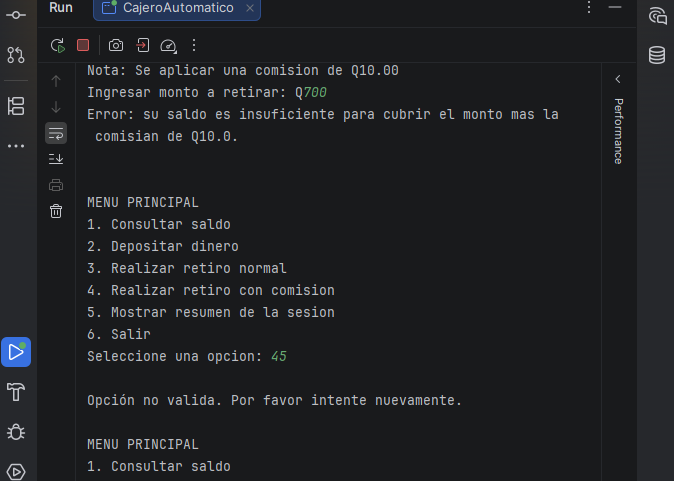 Run
CajeroAutomatico
Nota: Se aplicar una comision de Q10.00
Ingresar monto a retirar: Q700
Error: su saldo es insuficiente para cubrir el monto mas la
comisian de Q10.0.
MENU PRINCIPAL
1. Consultar saldo
2. Depositar dinero
3. Realizar retiro normal
4. Realizar retiro con comision
5. Mostrar resumen de la sesion
6. Salir
Seleccione una opcion: 45
Opción no valida. Por favor intente nuevamente.
MENU PRINCIPAL
1. Consultar saldo
Performance